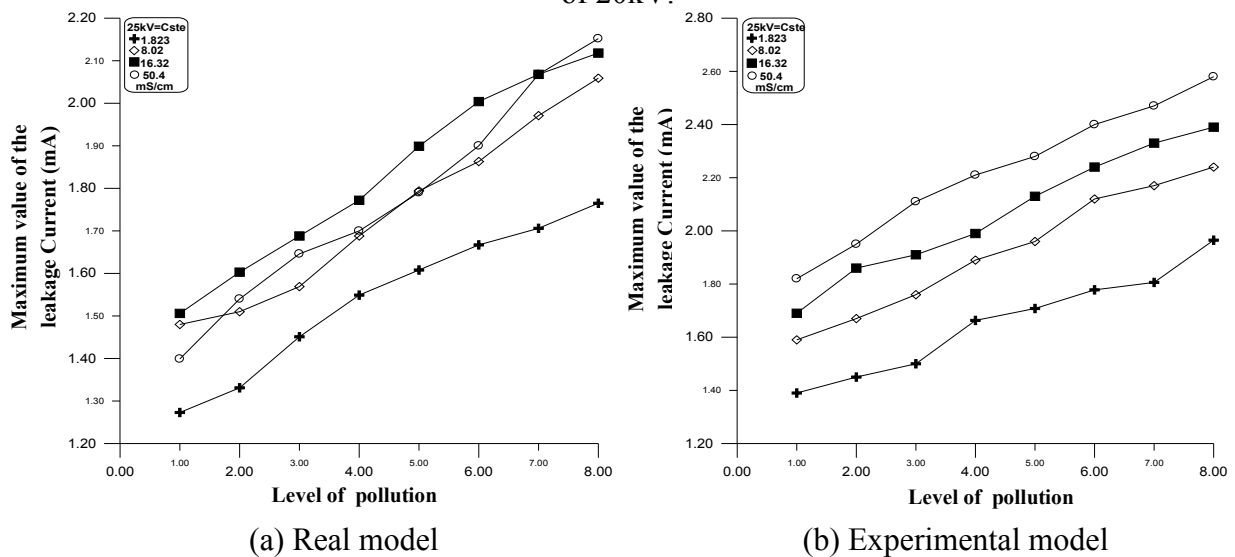 2.20
2.10
2.00
1.90
1.80
1.70
1.60
1.50
1.40
1.30
1.20
Maximum value of the
leakage Current (mA)
25kV=Cste
1.823
8.02
16.32
50.4
mS/cm
0.00 1.00 2.00 3.00 4.00 5.00 6.00 7.00 8.00
Level of pollution
(a) Real model
2.80
2.60
2.40
2.20
2.00
1.80
1.60
1.40
1.20
Maximum value of the
leakage Current (mA)
25kV=Cste
1.823
8.02
16.32
50.4
mS/cm
0.00 1.00 2.00 3.00 4.00 5.00 6.00 7.00 8.00
Level of pollution
(b) Experimental model